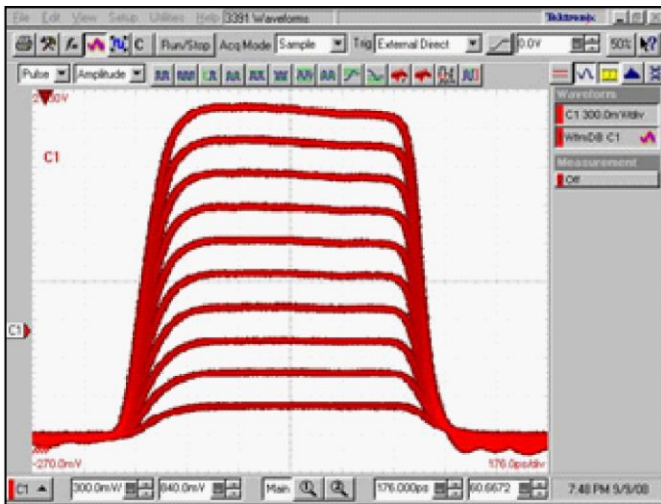 File Edit View Setup Utilities Help 3391 Waveforms Tektronix
Run/Stop Acq Mode Sample Trig External Direct 0.0V 50%
Pulse Amplitude
C1
C1
-270.0mV 176.0ps/div
Waveform
C1 300.0mV/div
WfmDB C1
Measurement
Off
C1 300.0mV/ 840.0mV Main 176.000ps 60.6672 7:48 PM 9/9/08